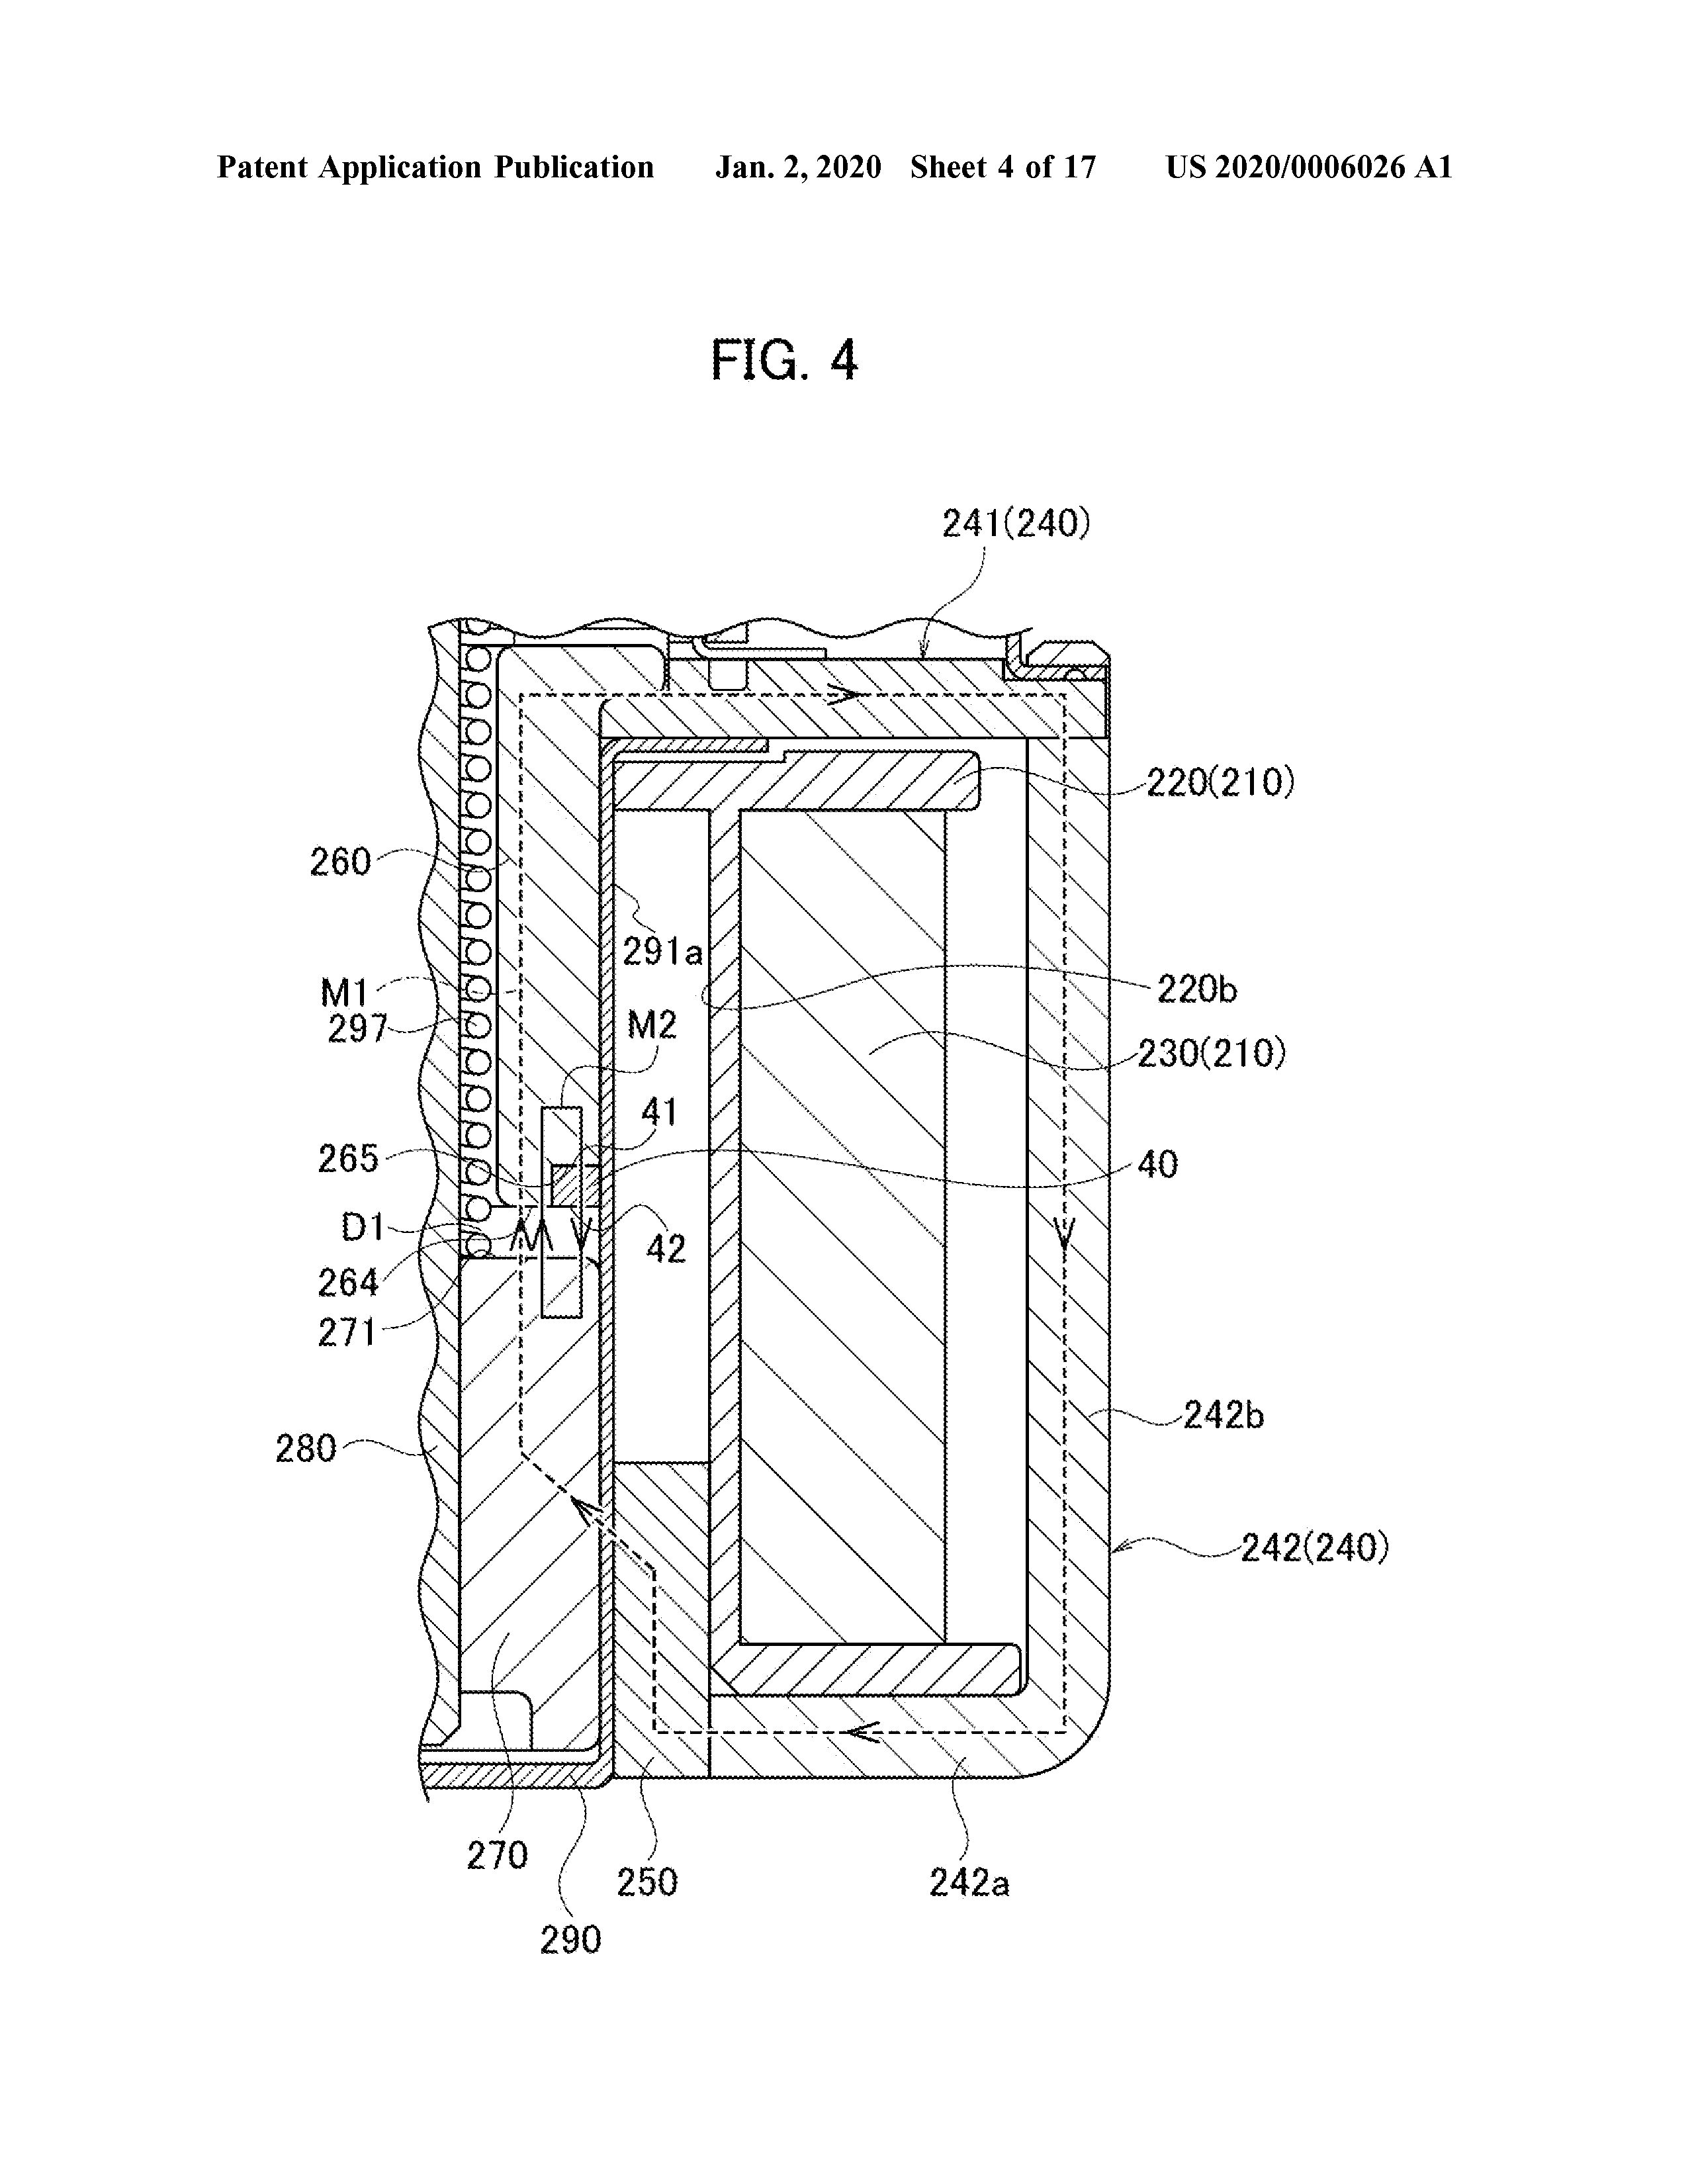 Patent Application Publication Jan. 2, 2020 Sheet 4 of 17 US 2020/0006026 A1
FIG. 4
241(240)
220(210)
260
291a
M1
220b
297
M2
230(210)
41
265
40
D1
42
264
271
242b
280
242(240)
270
250
242a
290